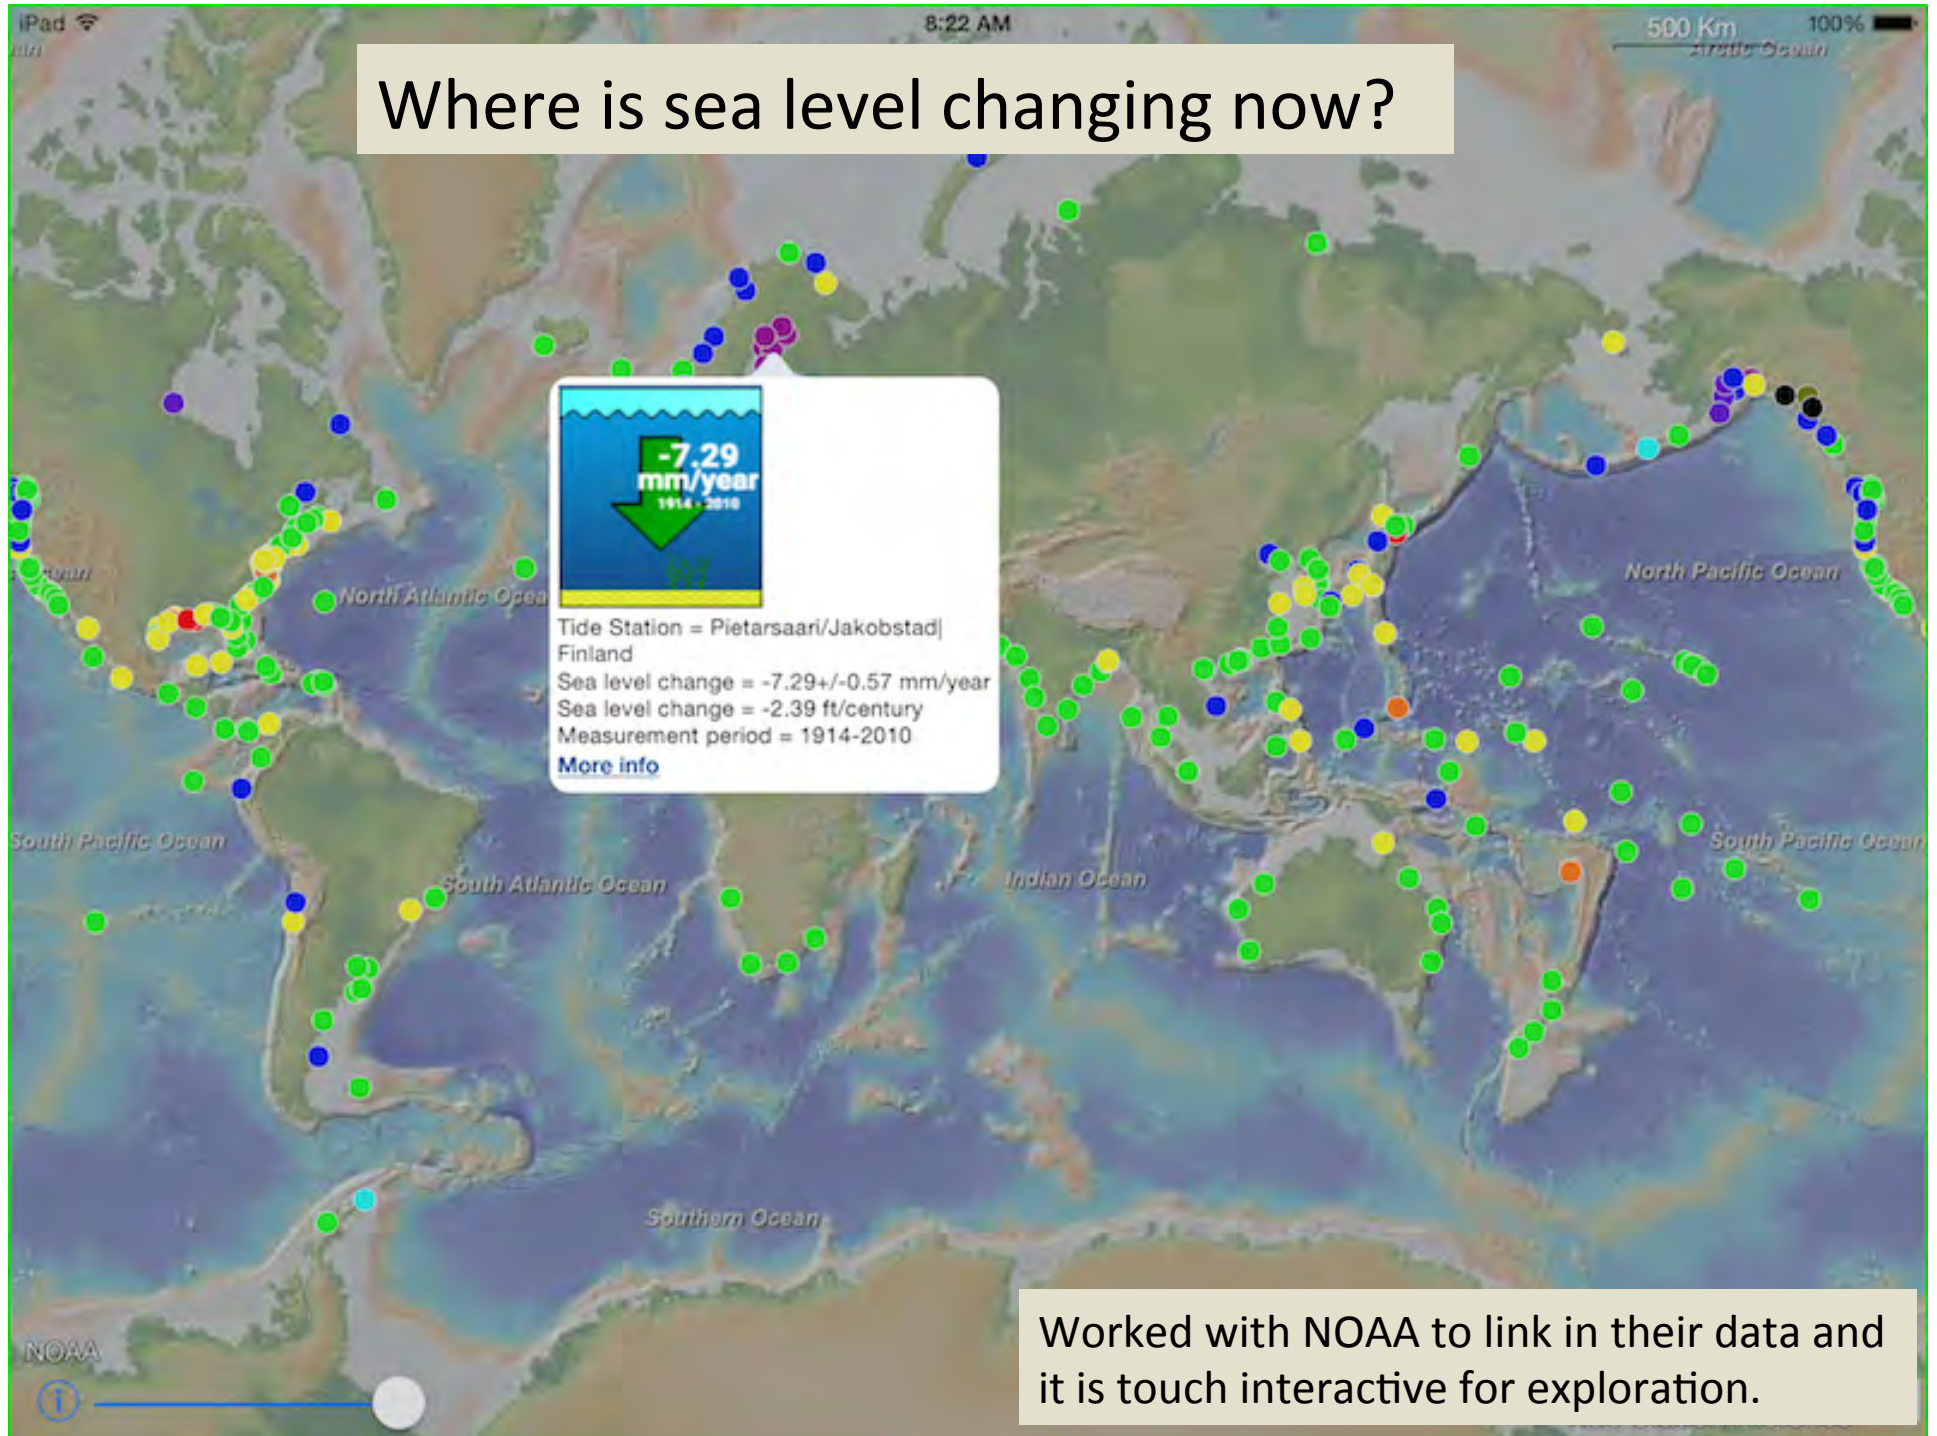 iPad
8:22 AM
500 Km
100%
Arctic Ocean
Where is sea level changing now?
-7.29
mm/year
1914 - 2010
North Atlantic Ocea
North Pacific Ocean
Tide Station = Pietarsaari/Jakobstad|
Finland
Sea level change = -7.29+/-0.57 mm/year
Sea level change = -2.39 ft/century
Measurement period = 1914-2010
More info
South Pacific Ocean
South Pacific Ocean
South Atlantic Ocean
Indian Ocean
Southern Ocean
Worked with NOAA to link in their data and
it is touch interactive for exploration.
NOAA
i